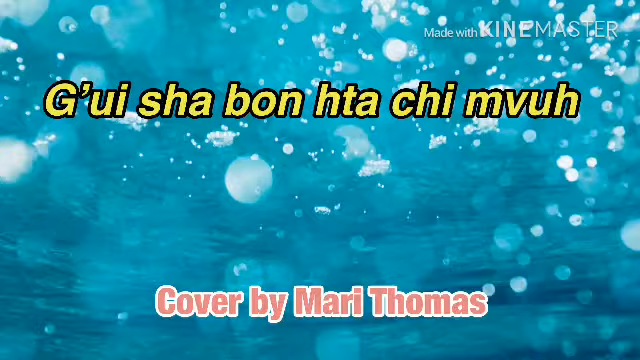 Made with KINEMASTER
G'ui sha bon hta chi mvuh
Cover by Mari Thomas